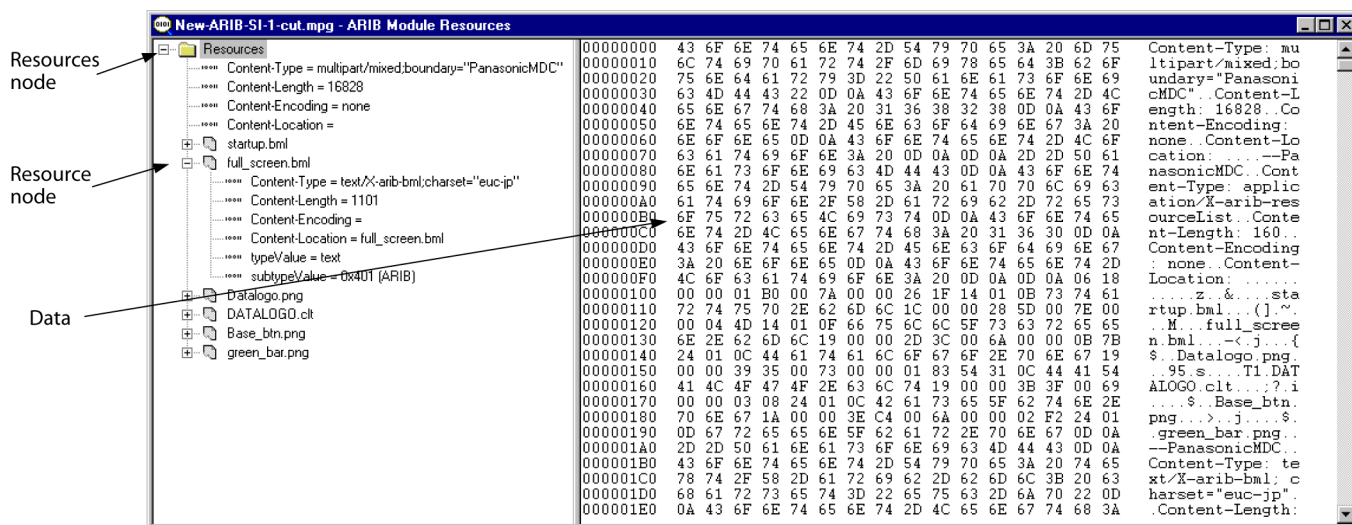 New-ARIB-SI-1-cut.mpg - ARIB Module Resources
Resources node
Resource node
Data
Resources
Content-Type = multipart/mixed;boundary="PanasonicMDC"
Content-Length = 16828
Content-Encoding = none
Content-Location =
startup.bml
full_screen.bml
Content-Type = text/X-arib-bml;charset="euc-jp"
Content-Length = 1101
Content-Encoding =
Content-Location = full_screen.bml
typeValue = text
subtypeValue = 0x401 (ARIB)
Datalogo.png
DATALOGO.clt
Base_btn.png
green_bar.png
00000000 43 6F 6E 74 65 6E 74 2D 54 79 70 65 3A 20 6D 75 Content-Type: mu
00000010 6C 74 69 70 61 72 74 2F 6D 69 78 65 64 3B 62 6F ltipart/mixed;bo
00000020 75 6E 64 61 72 79 3D 22 50 61 6E 61 73 6F 6E 69 undary="Panasoni
00000030 63 4D 44 43 22 0D 0A 43 6F 6E 74 65 6E 74 2D 4C cMDC"..Content-L
00000040 65 6E 67 74 68 3A 20 31 36 38 32 38 0D 0A 43 6F ength: 16828..Co
00000050 6E 74 65 6E 74 2D 45 6E 63 6F 64 69 6E 67 3A 20 ntent-Encoding:
00000060 6E 6F 6E 65 0D 0A 43 6F 6E 74 65 6E 74 2D 4C 6F none..Content-Lo
00000070 63 61 74 69 6F 6E 3A 20 0D 0A 0D 0A 2D 2D 50 61 cation: ....--Pa
00000080 6E 61 73 6F 6E 69 63 4D 44 43 0D 0A 43 6F 6E 74 nasonicMDC..Cont
00000090 65 6E 74 2D 54 79 70 65 3A 20 61 70 70 6C 69 63 ent-Type: applic
000000A0 61 74 69 6F 6E 2F 58 2D 61 72 69 62 2D 72 65 73 ation/X-arib-res
000000B0 6F 75 72 63 65 4C 69 73 74 0D 0A 43 6F 6E 74 65 ourceList..Conte
000000C0 6E 74 2D 4C 65 6E 67 74 68 3A 20 31 36 30 0D 0A nt-Length: 160..
000000D0 43 6F 6E 74 65 6E 74 2D 45 6E 63 6F 64 69 6E 67 Content-Encoding
000000E0 3A 20 6E 6F 6E 65 0D 0A 43 6F 6E 74 65 6E 74 2D : none..Content-
000000F0 4C 6F 63 61 74 69 6F 6E 3A 20 0D 0A 0D 0A 06 18 Location: ......
00000100 00 00 01 B0 00 7A 00 00 26 1F 14 01 0B 73 74 61 .....z..&....sta
00000110 72 74 75 70 2E 62 6D 6C 1C 00 00 28 5D 00 7E 00 rtup.bml...(].~.
00000120 00 04 4D 14 01 0F 66 75 6C 6C 5F 73 63 72 65 65 ..M...full_scree
00000130 6E 2E 62 6D 6C 19 00 00 2D 3C 00 6A 00 00 0B 7B n.bml...-<.j...{
00000140 24 01 0C 44 61 74 61 6C 6F 67 6F 2E 70 6E 67 19 $..Datalogo.png.
00000150 00 00 39 35 00 73 00 00 01 83 54 31 0C 44 41 54 ..95.s....T1.DAT
00000160 41 4C 4F 47 4F 2E 63 6C 74 19 00 00 3B 3F 00 69 ALOGO.clt...;?.i
00000170 00 00 03 08 24 01 0C 42 61 73 65 5F 62 74 6E 2E ....$..Base_btn.
00000180 70 6E 67 1A 00 00 3E C4 00 6A 00 00 02 F2 24 01 png...>..j....$.
00000190 0D 67 72 65 65 6E 5F 62 61 72 2E 70 6E 67 0D 0A .green_bar.png..
000001A0 2D 2D 50 61 6E 61 73 6F 6E 69 63 4D 44 43 0D 0A --PanasonicMDC..
000001B0 43 6F 6E 74 65 6E 74 2D 54 79 70 65 3A 20 74 65 Content-Type: te
000001C0 78 74 2F 58 2D 61 72 69 62 2D 62 6D 6C 3B 20 63 xt/X-arib-bml; c
000001D0 68 61 72 73 65 74 3D 22 65 75 63 2D 6A 70 22 0D harset="euc-jp".
000001E0 0A 43 6F 6E 74 65 6E 74 2D 4C 65 6E 67 74 68 3A .Content-Length: